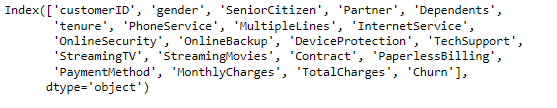 Index(['customerID', 'gender', 'SeniorCitizen', 'Partner', 'Dependents',
'tenure', 'PhoneService', 'MultipleLines', 'InternetService',
'OnlineSecurity', 'OnlineBackup', 'DeviceProtection', 'TechSupport',
'StreamingTV', 'StreamingMovies', 'Contract', 'PaperlessBilling',
'PaymentMethod', 'MonthlyCharges', 'TotalCharges', 'Churn'],
dtype='object')